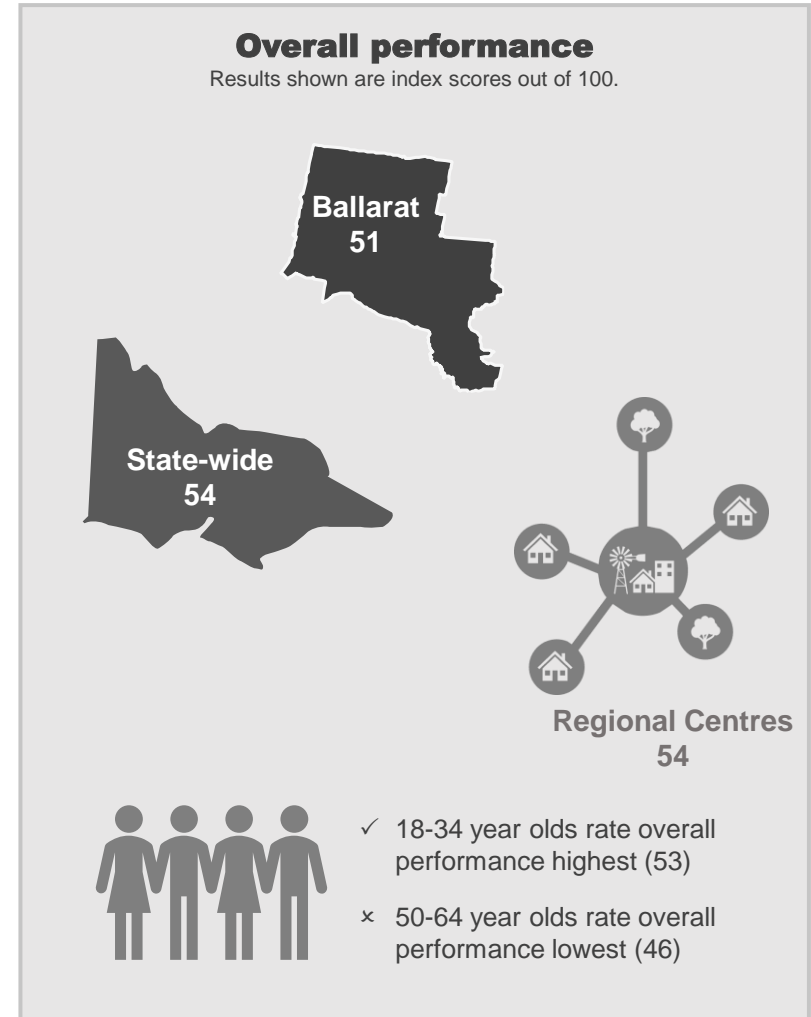 Overall performance
Results shown are index scores out of 100.
Ballarat
51
State-wide
54
Regional Centres
54
✓ 18-34 year olds rate overall
performance highest (53)
× 50-64 year olds rate overall
performance lowest (46)